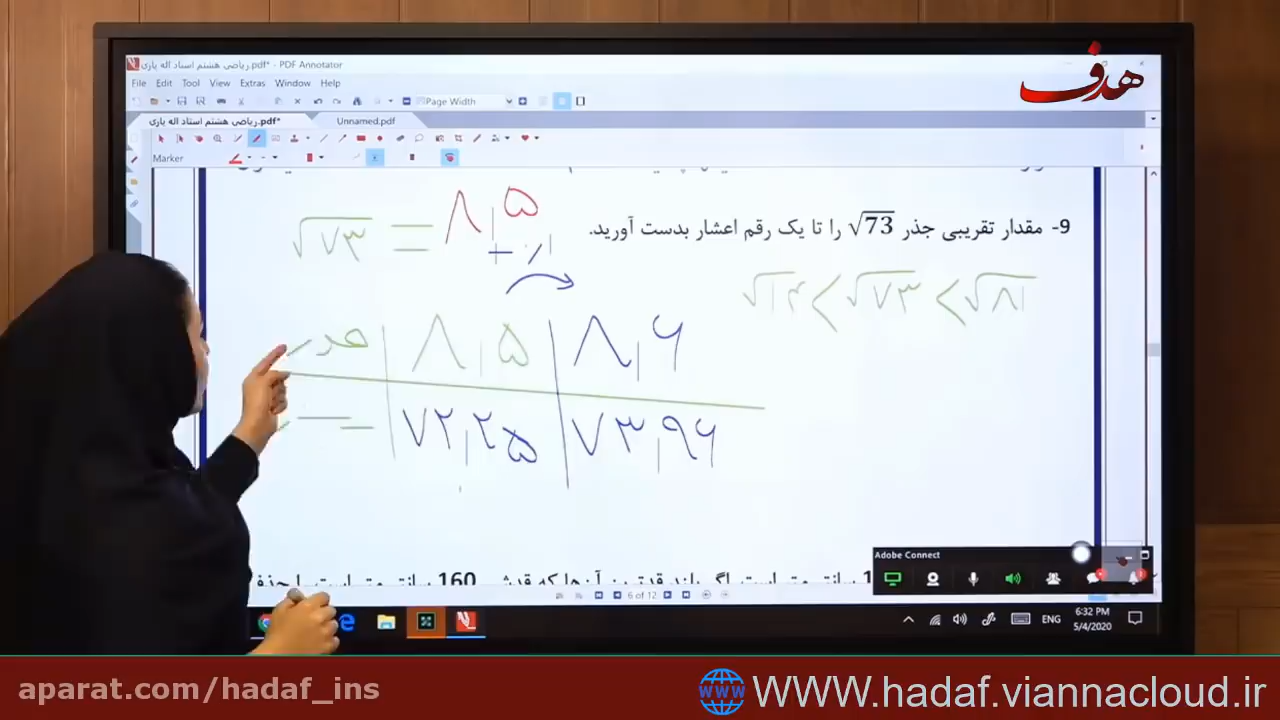 هدف
ریاضی هشتم استاد اله یاری.pdf* - PDF Annotator
File Edit Tool View Extras Window Help
Page Width
ریاضی هشتم استاد اله یاری.pdf* Unnamed.pdf
Marker
9- مقدار تقریبی جذر √73 را تا یک رقم اعشار بدست آورید.
√۷۳ = ۸,۵
+ ٫۱
<√۷۳<√۸۱
۸,۵ ۸,۶
۷۲,۲۵ ۷۳,۹۶
Adobe Connect
160
6 of 12
ENG
6:32 PM
5/4/2020
aparat.com/hadaf_ins
WWW.hadaf.viannacloud.ir